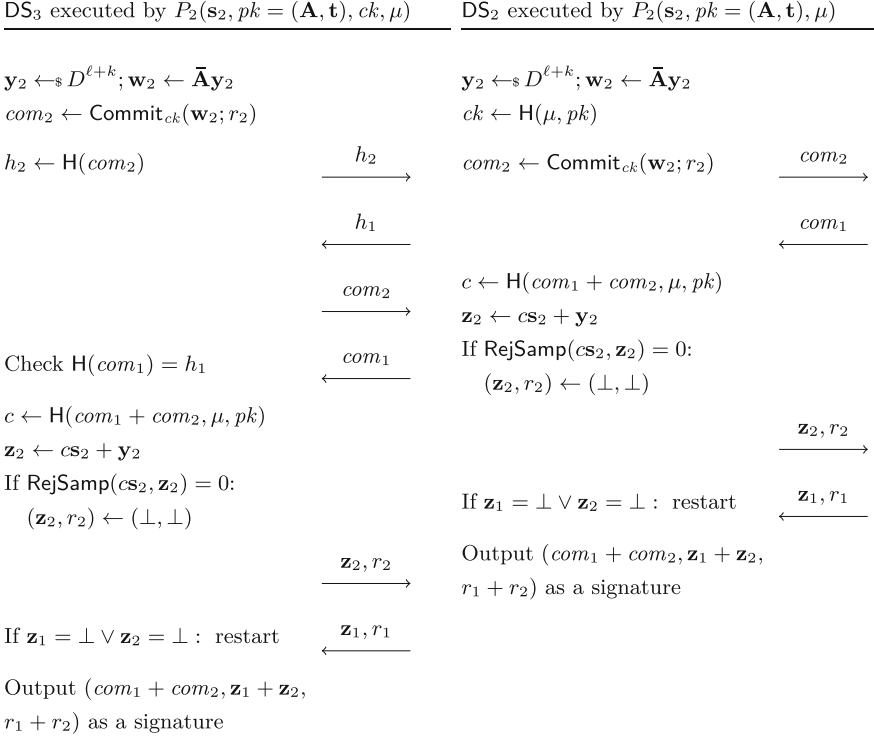 DS₃ executed by P₂(s₂, pk = (A, t), ck, μ)
y₂ ←$ D^{ℓ+k}; w₂ ← Āy₂
com₂ ← Commit_{ck}(w₂; r₂)
h₂ ← H(com₂)
h₂
h₁
com₂
Check H(com₁) = h₁
com₁
c ← H(com₁ + com₂, μ, pk)
z₂ ← cs₂ + y₂
If RejSamp(cs₂, z₂) = 0:
(z₂, r₂) ← (⊥, ⊥)
z₂, r₂
If z₁ = ⊥ ∨ z₂ = ⊥ : restart
z₁, r₁
Output (com₁ + com₂, z₁ + z₂,
r₁ + r₂) as a signature
DS₂ executed by P₂(s₂, pk = (A, t), μ)
y₂ ←$ D^{ℓ+k}; w₂ ← Āy₂
ck ← H(μ, pk)
com₂ ← Commit_{ck}(w₂; r₂)
com₂
com₁
c ← H(com₁ + com₂, μ, pk)
z₂ ← cs₂ + y₂
If RejSamp(cs₂, z₂) = 0:
(z₂, r₂) ← (⊥, ⊥)
z₂, r₂
If z₁ = ⊥ ∨ z₂ = ⊥ : restart
z₁, r₁
Output (com₁ + com₂, z₁ + z₂,
r₁ + r₂) as a signature